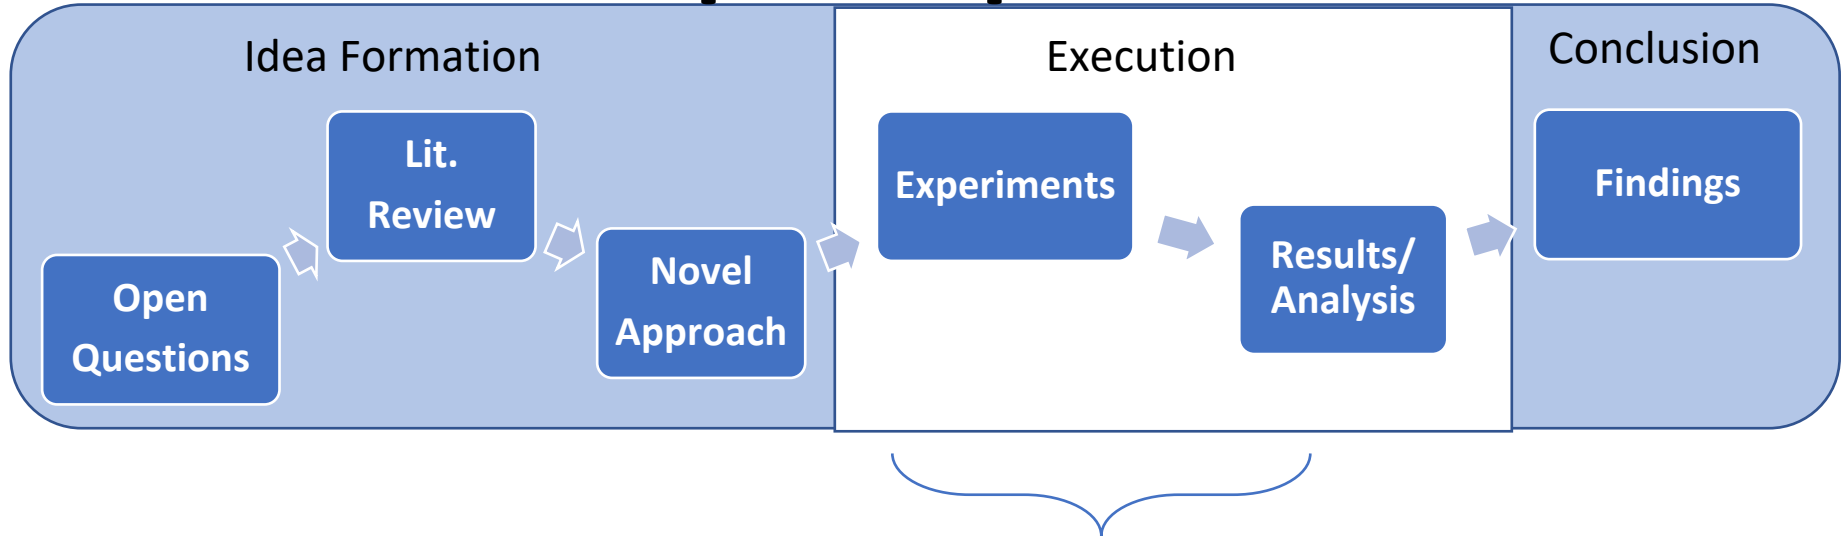 Idea Formation
Execution
Conclusion
Open
Questions
Lit.
Review
Novel
Approach
Experiments
Results/
Analysis
Findings